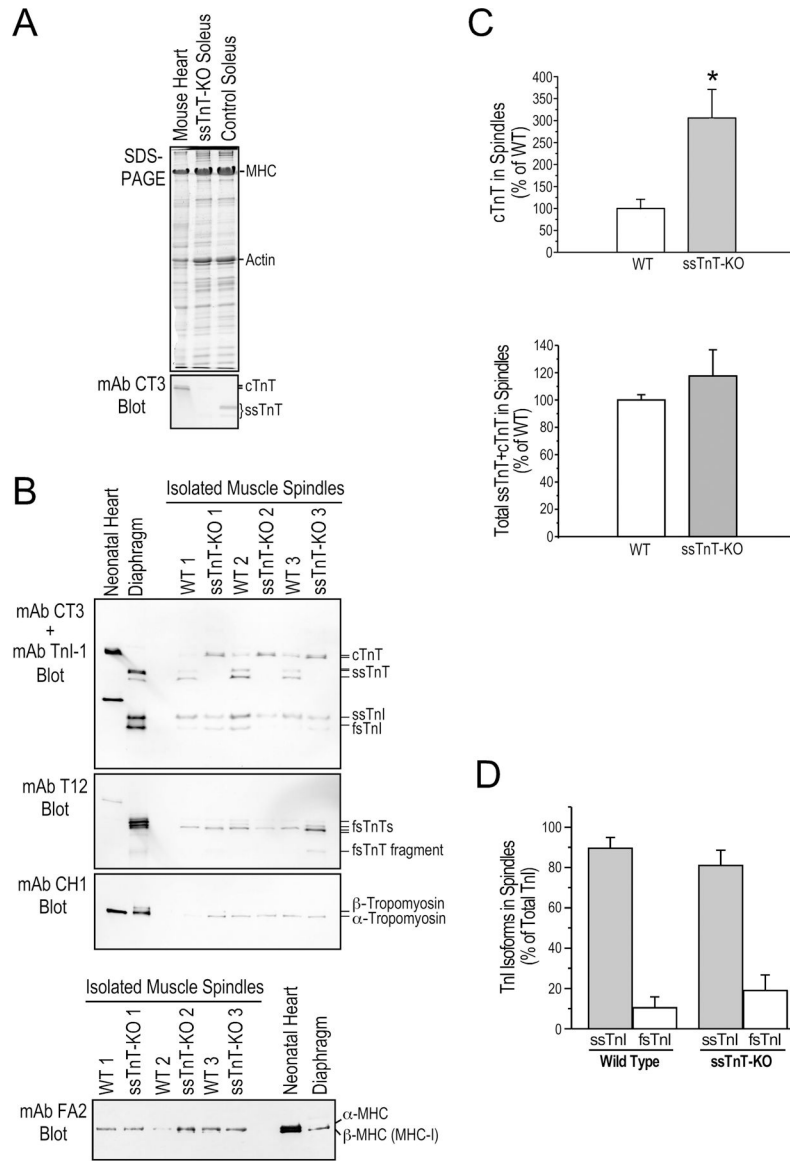 A
Mouse Heart
ssTnT-KO Soleus
Control Soleus
SDS-
PAGE
MHC
Actin
mAb CT3
Blot
cTnT
}ssTnT
B
Isolated Muscle Spindles
Neonatal Heart
Diaphragm
WT 1
ssTnT-KO 1
WT 2
ssTnT-KO 2
WT 3
ssTnT-KO 3
mAb CT3
+
mAb TnI-1
Blot
cTnT
ssTnT
ssTnI
fsTnI
mAb T12
Blot
fsTnTs
fsTnT fragment
mAb CH1
Blot
β-Tropomyosin
α-Tropomyosin
Isolated Muscle Spindles
WT 1
ssTnT-KO 1
WT 2
ssTnT-KO 2
WT 3
ssTnT-KO 3
Neonatal Heart
Diaphragm
mAb FA2
Blot
α-MHC
β-MHC (MHC-I)
C
cTnT in Spindles
(% of WT)
400
350
300
250
200
150
100
50
0
*
WT
ssTnT-KO
Total ssTnT+cTnT in Spindles
(% of WT)
140
120
100
80
60
40
20
0
WT
ssTnT-KO
D
TnI Isoforms in Spindles
(% of Total TnI)
100
80
60
40
20
0
ssTnI
fsTnI
ssTnI
fsTnI
Wild Type
ssTnT-KO